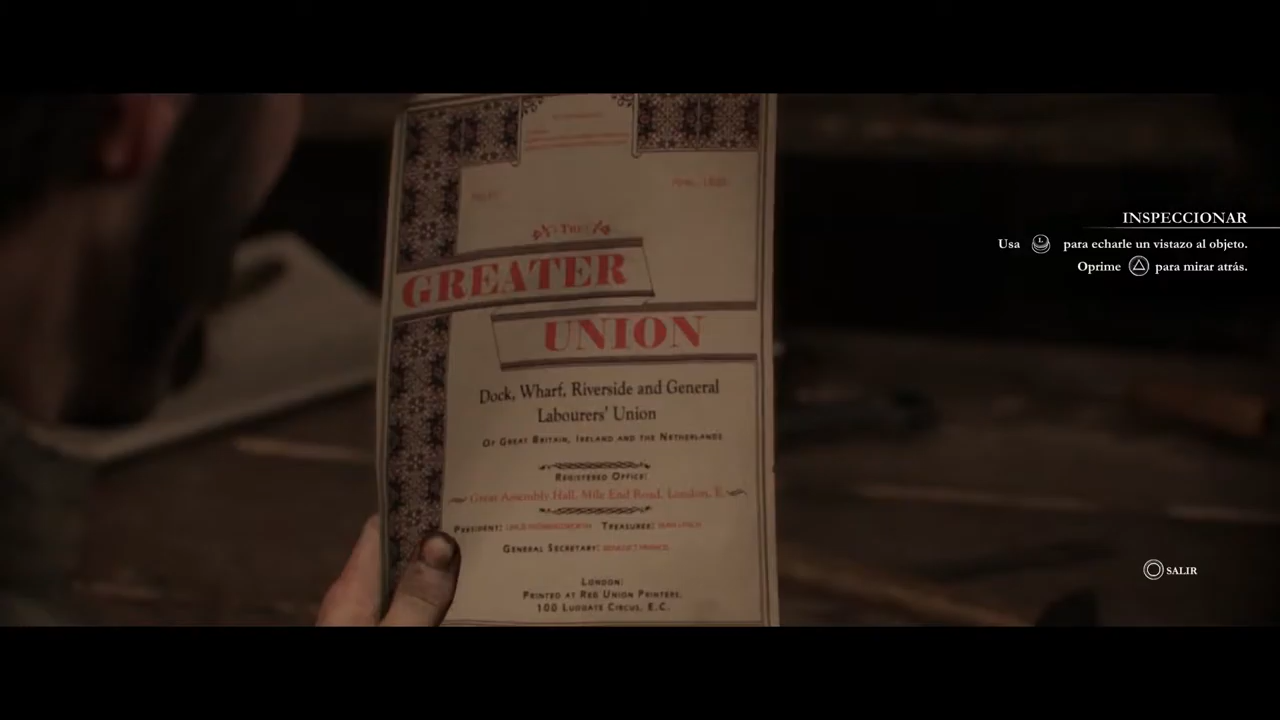 THE
GREATER
UNION
Dock, Wharf, Riverside and General
Labourers' Union
OF GREAT BRITAIN, IRELAND AND THE NETHERLANDS
REGISTERED OFFICE:
Great Assembly Hall, Mile End Road, London, E.
PRESIDENT: TREASURER:
GENERAL SECRETARY:
LONDON:
PRINTED AT RED UNION PRINTERS,
100 LUDGATE CIRCUS, E.C.
INSPECCIONAR
Usa L para echarle un vistazo al objeto.
Oprime para mirar atrás.
SALIR